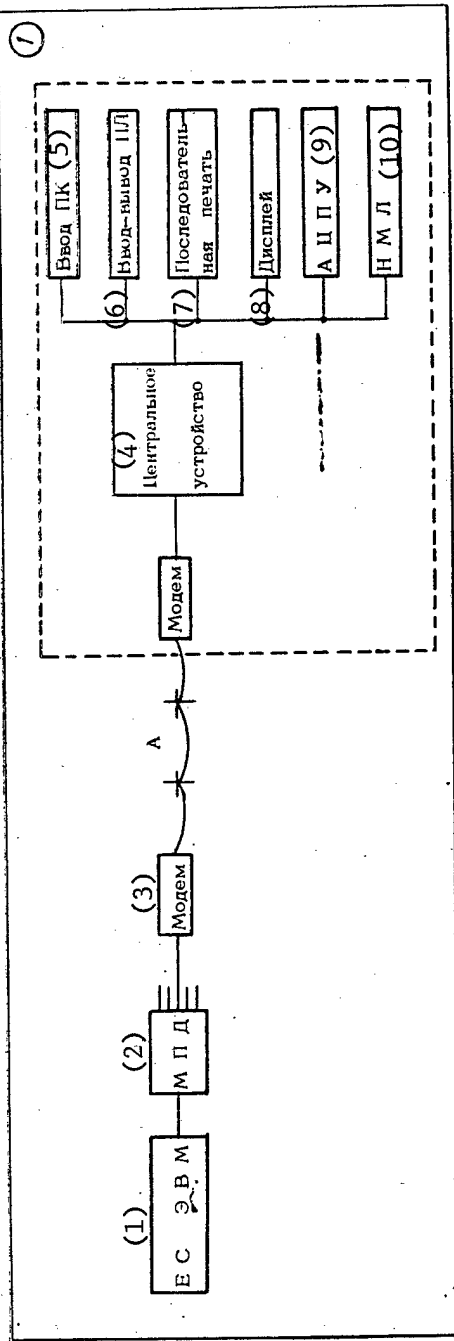 1
(1)
ЕС ЭВМ
(2)
МПД
(3)
Модем
А
Модем
(4)
Центральное
устройство
Ввод ПК (5)
(6)
Ввод-вывод ПЛ
(7)
Последователь
ная печать
(8)
Дисплей
АЦПУ (9)
НМЛ (10)